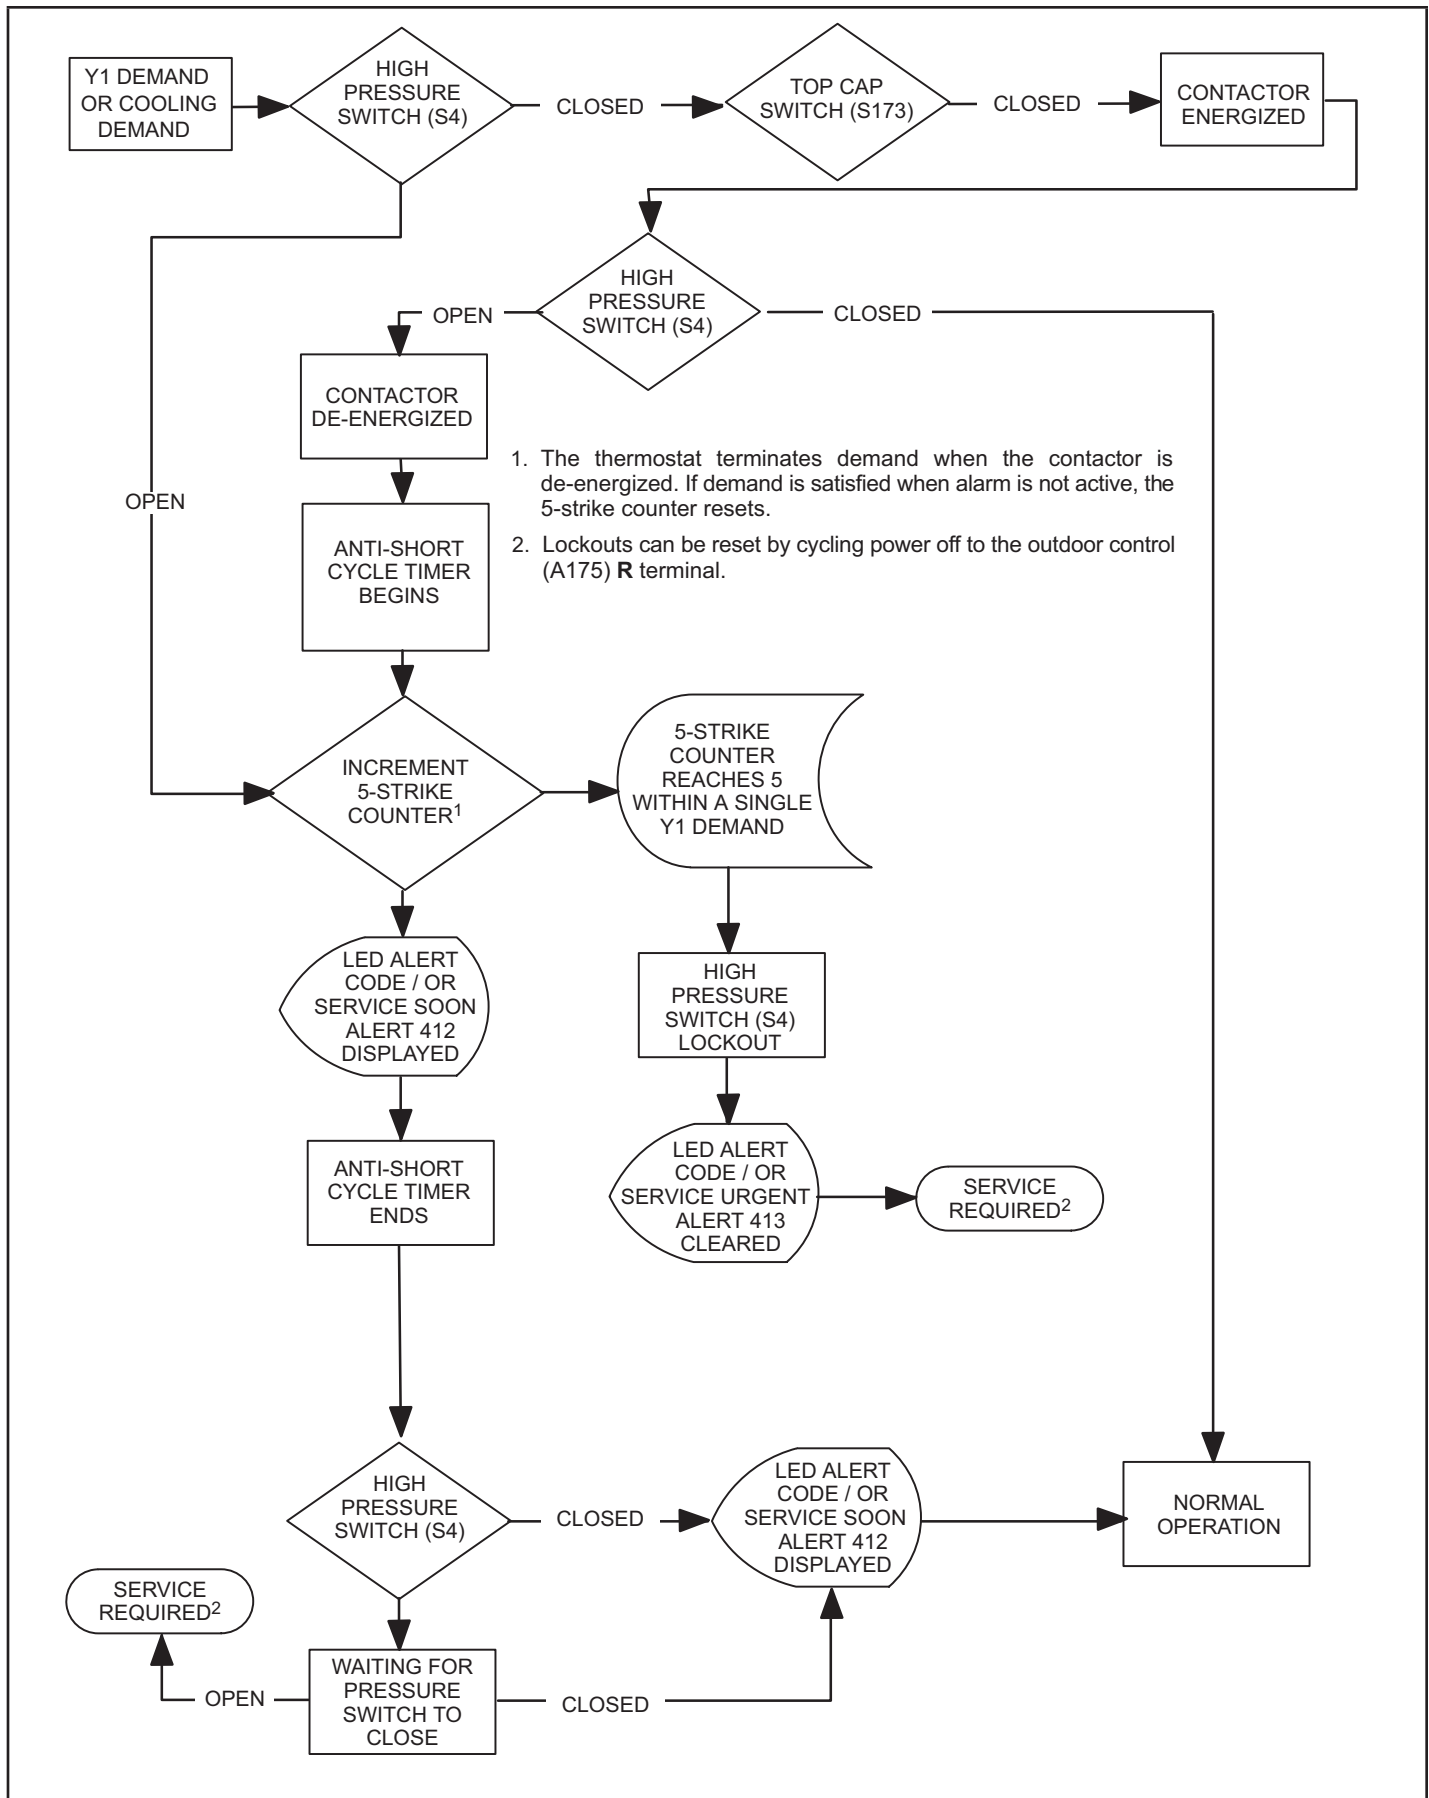 Y1 DEMAND
OR COOLING
DEMAND
HIGH
PRESSURE
SWITCH (S4)
CLOSED
TOP CAP
SWITCH (S173)
CLOSED
CONTACTOR
ENERGIZED
HIGH
PRESSURE
SWITCH (S4)
OPEN
CLOSED
CONTACTOR
DE-ENERGIZED
1. The thermostat terminates demand when the contactor is
de-energized. If demand is satisfied when alarm is not active, the
5-strike counter resets.
2. Lockouts can be reset by cycling power off to the outdoor control
(A175) R terminal.
OPEN
ANTI-SHORT
CYCLE TIMER
BEGINS
INCREMENT
5-STRIKE
COUNTER1
5-STRIKE
COUNTER
REACHES 5
WITHIN A SINGLE
Y1 DEMAND
LED ALERT
CODE / OR
SERVICE SOON
ALERT 412
DISPLAYED
HIGH
PRESSURE
SWITCH (S4)
LOCKOUT
ANTI-SHORT
CYCLE TIMER
ENDS
LED ALERT
CODE / OR
SERVICE URGENT
ALERT 413
CLEARED
SERVICE
REQUIRED2
HIGH
PRESSURE
SWITCH (S4)
CLOSED
LED ALERT
CODE / OR
SERVICE SOON
ALERT 412
DISPLAYED
NORMAL
OPERATION
SERVICE
REQUIRED2
OPEN
WAITING FOR
PRESSURE
SWITCH TO
CLOSE
CLOSED